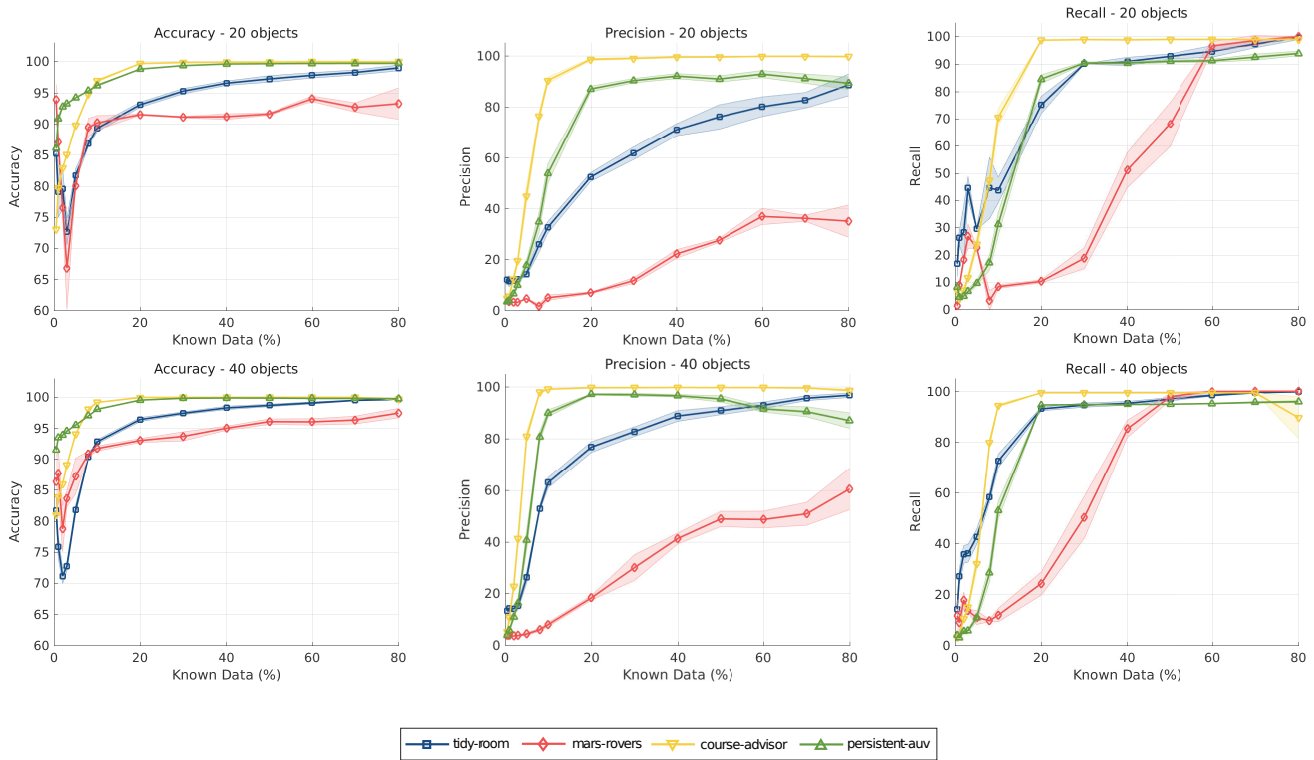 Accuracy - 20 objects
100
95
90
85
80
75
70
65
60
0 20 40 60 80
Accuracy
Known Data (%)
Precision - 20 objects
100
80
60
40
20
0
0 20 40 60 80
Precision
Known Data (%)
Recall - 20 objects
100
90
80
70
60
50
40
30
20
10
0
0 20 40 60 80
Recall
Known Data (%)
Accuracy - 40 objects
100
95
90
85
80
75
70
65
60
0 20 40 60 80
Accuracy
Known Data (%)
Precision - 40 objects
100
80
60
40
20
0
0 20 40 60 80
Precision
Known Data (%)
Recall - 40 objects
100
80
60
40
20
0
0 20 40 60 80
Recall
Known Data (%)
tidy-room mars-rovers course-advisor persistent-auv